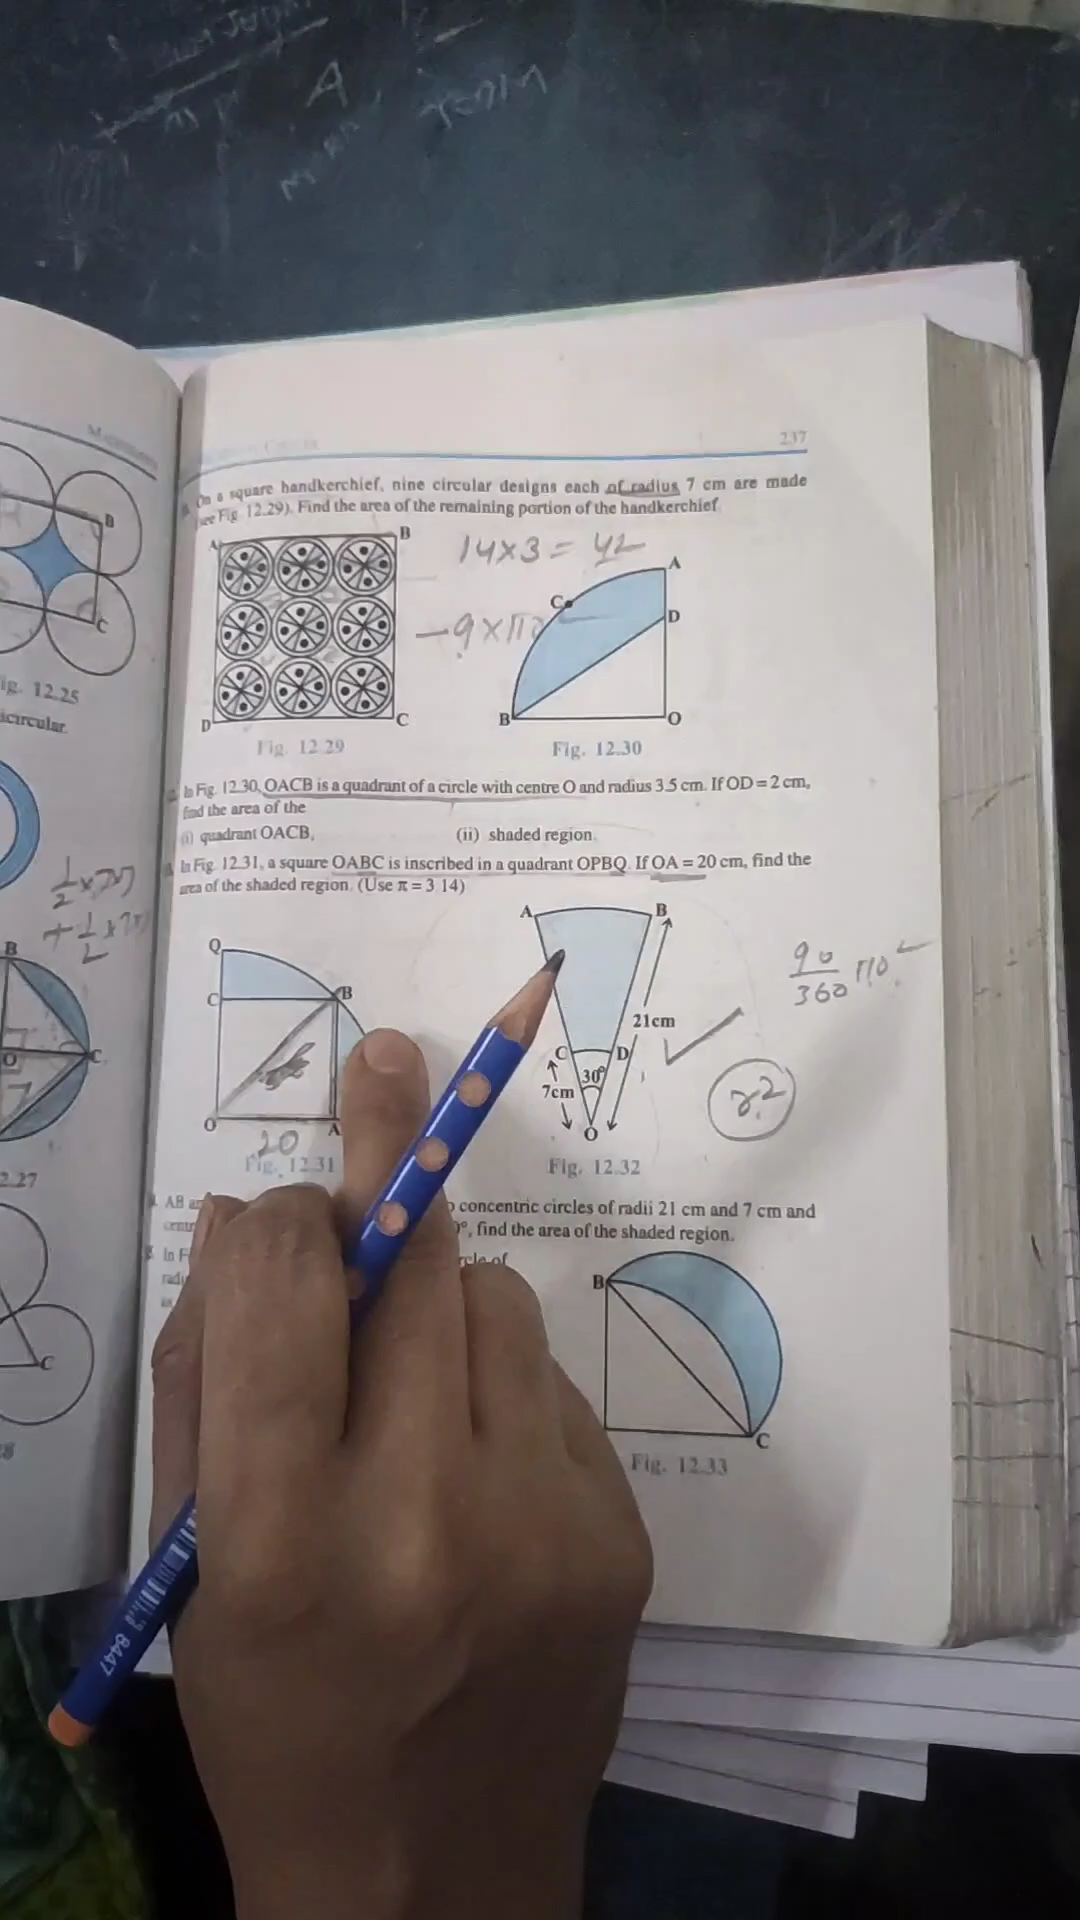 237
On a square handkerchief, nine circular designs each of radius 7 cm are made
(see Fig. 12.29). Find the area of the remaining portion of the handkerchief.
A B
D C
Fig. 12.29
14×3 = 42
-9×π
A
C
D
B O
Fig. 12.30
In Fig. 12.30, OACB is a quadrant of a circle with centre O and radius 3.5 cm. If OD = 2 cm,
find the area of the
(i) quadrant OACB, (ii) shaded region.
In Fig. 12.31, a square OABC is inscribed in a quadrant OPBQ. If OA = 20 cm, find the
area of the shaded region. (Use π = 3.14)
Q
C B
O A
20
Fig. 12.31
A B
21cm
C D
30°
7cm
O
Fig. 12.32
90
360
r²
AB
concentric circles of radii 21 cm and 7 cm and
find the area of the shaded region.
In
B
C
Fig. 12.33
B
C
ig. 12.25
icircular.
B
O C
2.27
C
8447
A